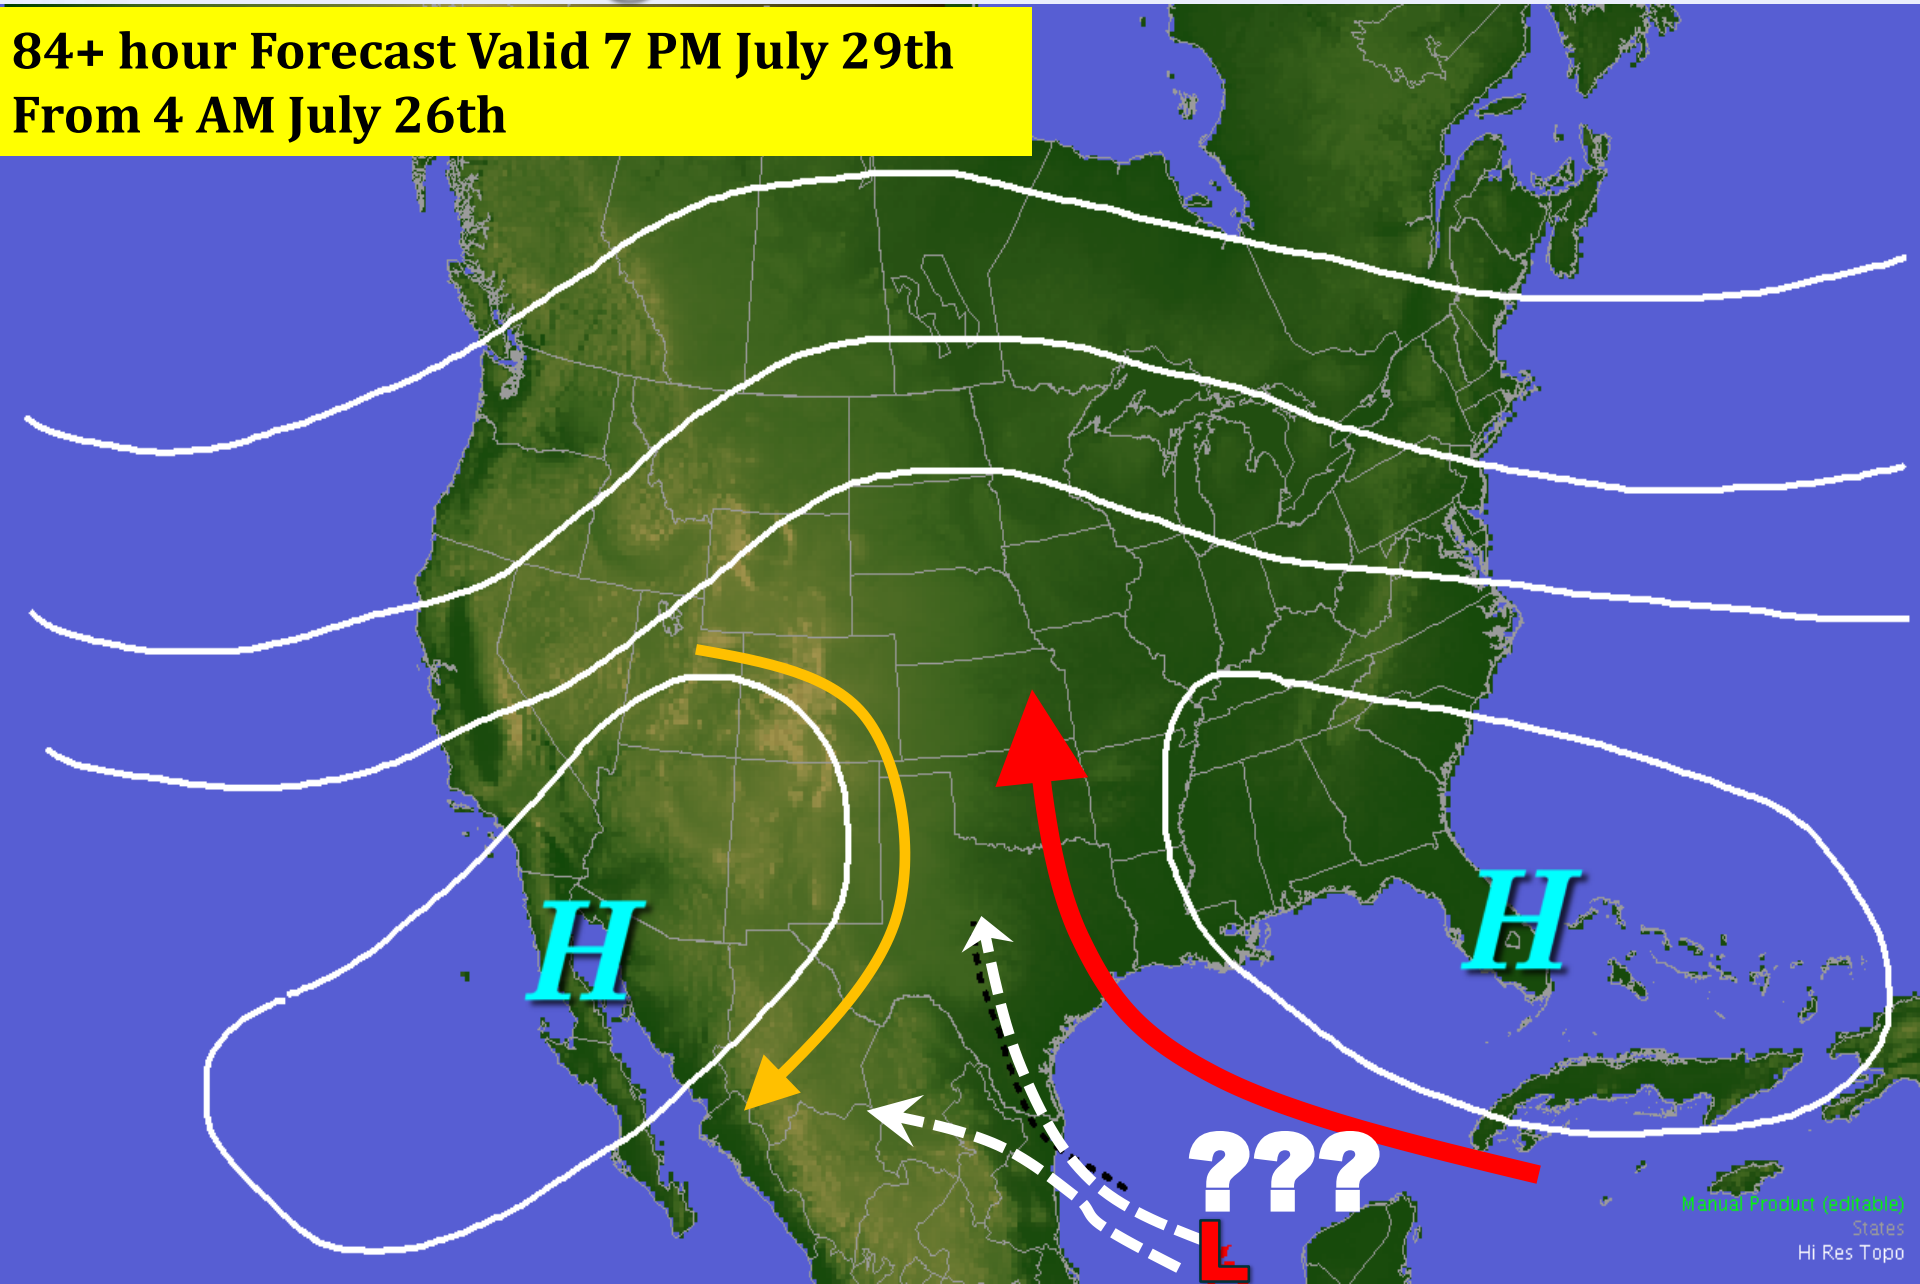 84+ hour Forecast Valid 7 PM July 29th
From 4 AM July 26th
H
H
???
L
Manual Product (editable)
States
Hi Res Topo